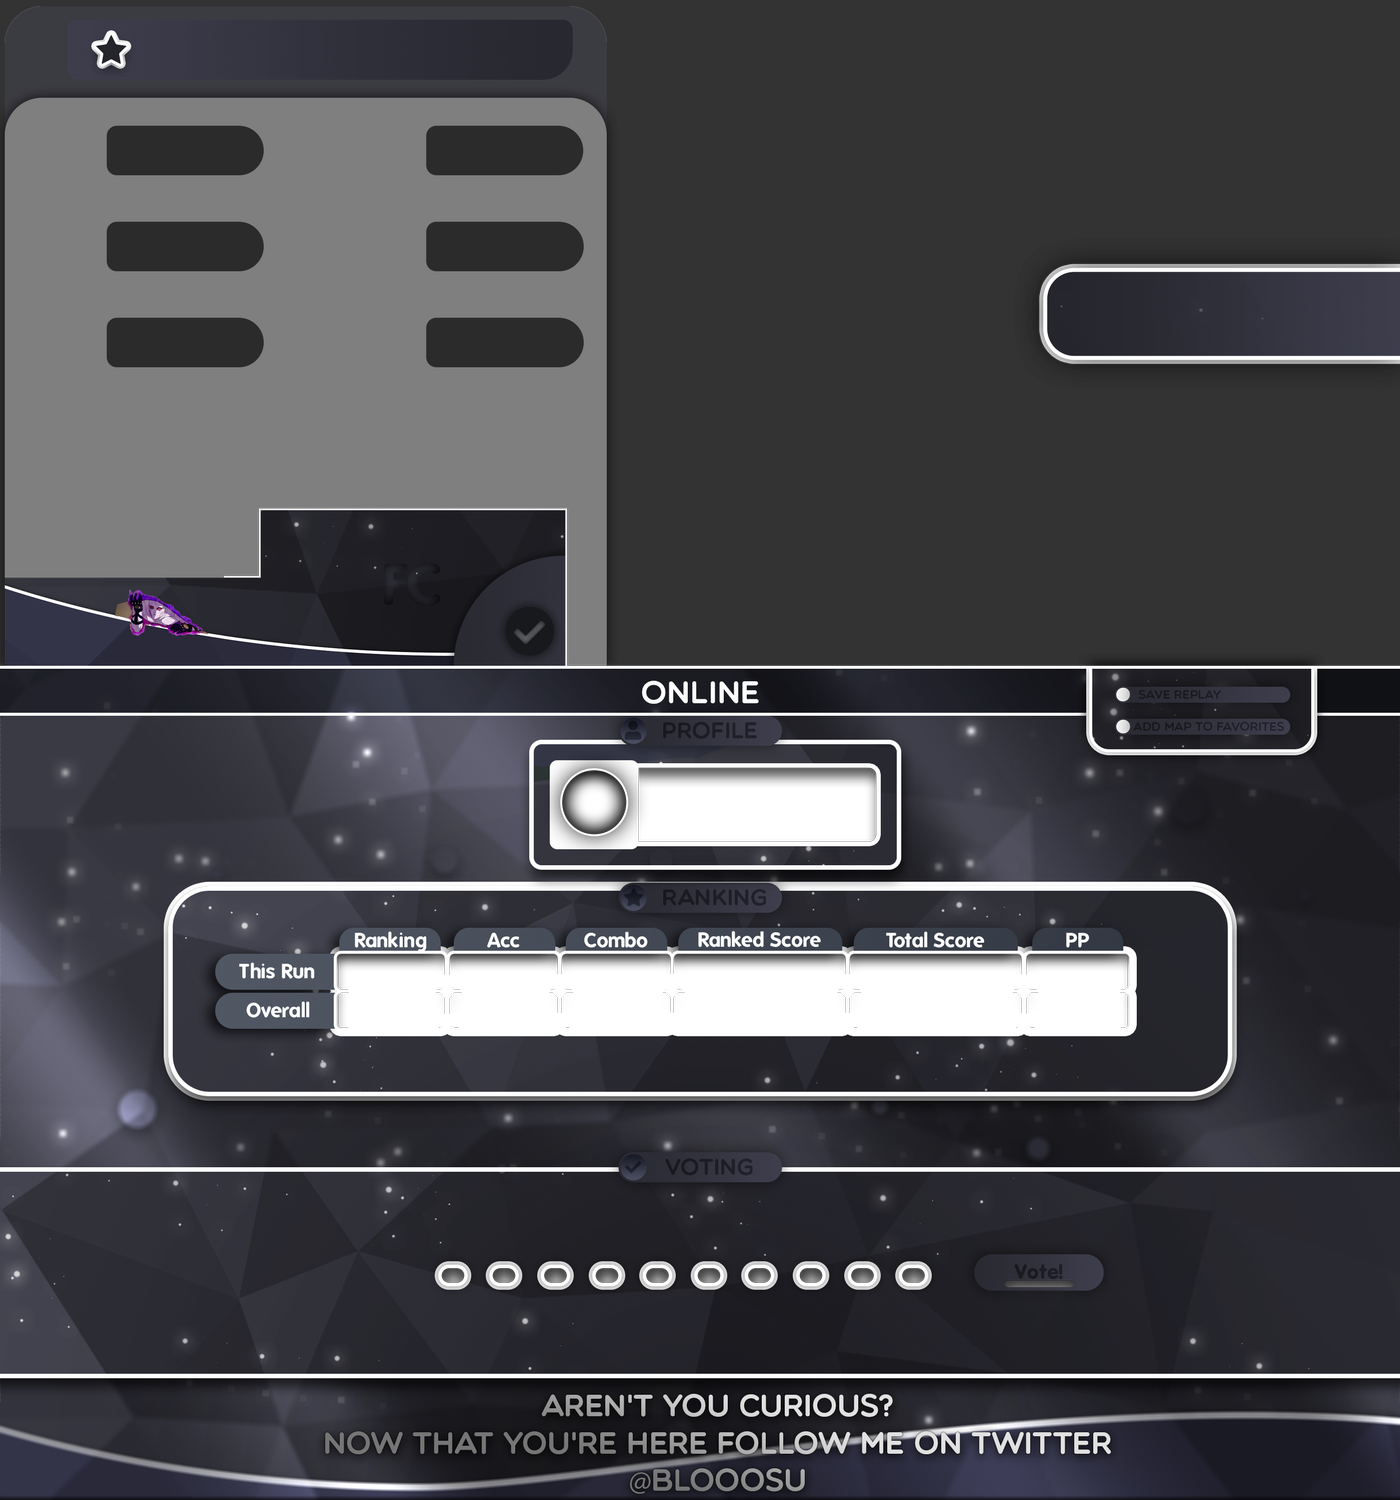 FC
ONLINE
SAVE REPLAY
ADD MAP TO FAVORITES
PROFILE
RANKING
Ranking Acc Combo Ranked Score Total Score PP
This Run
Overall
VOTING
Vote!
AREN'T YOU CURIOUS?
NOW THAT YOU'RE HERE FOLLOW ME ON TWITTER
@BLOOOSU